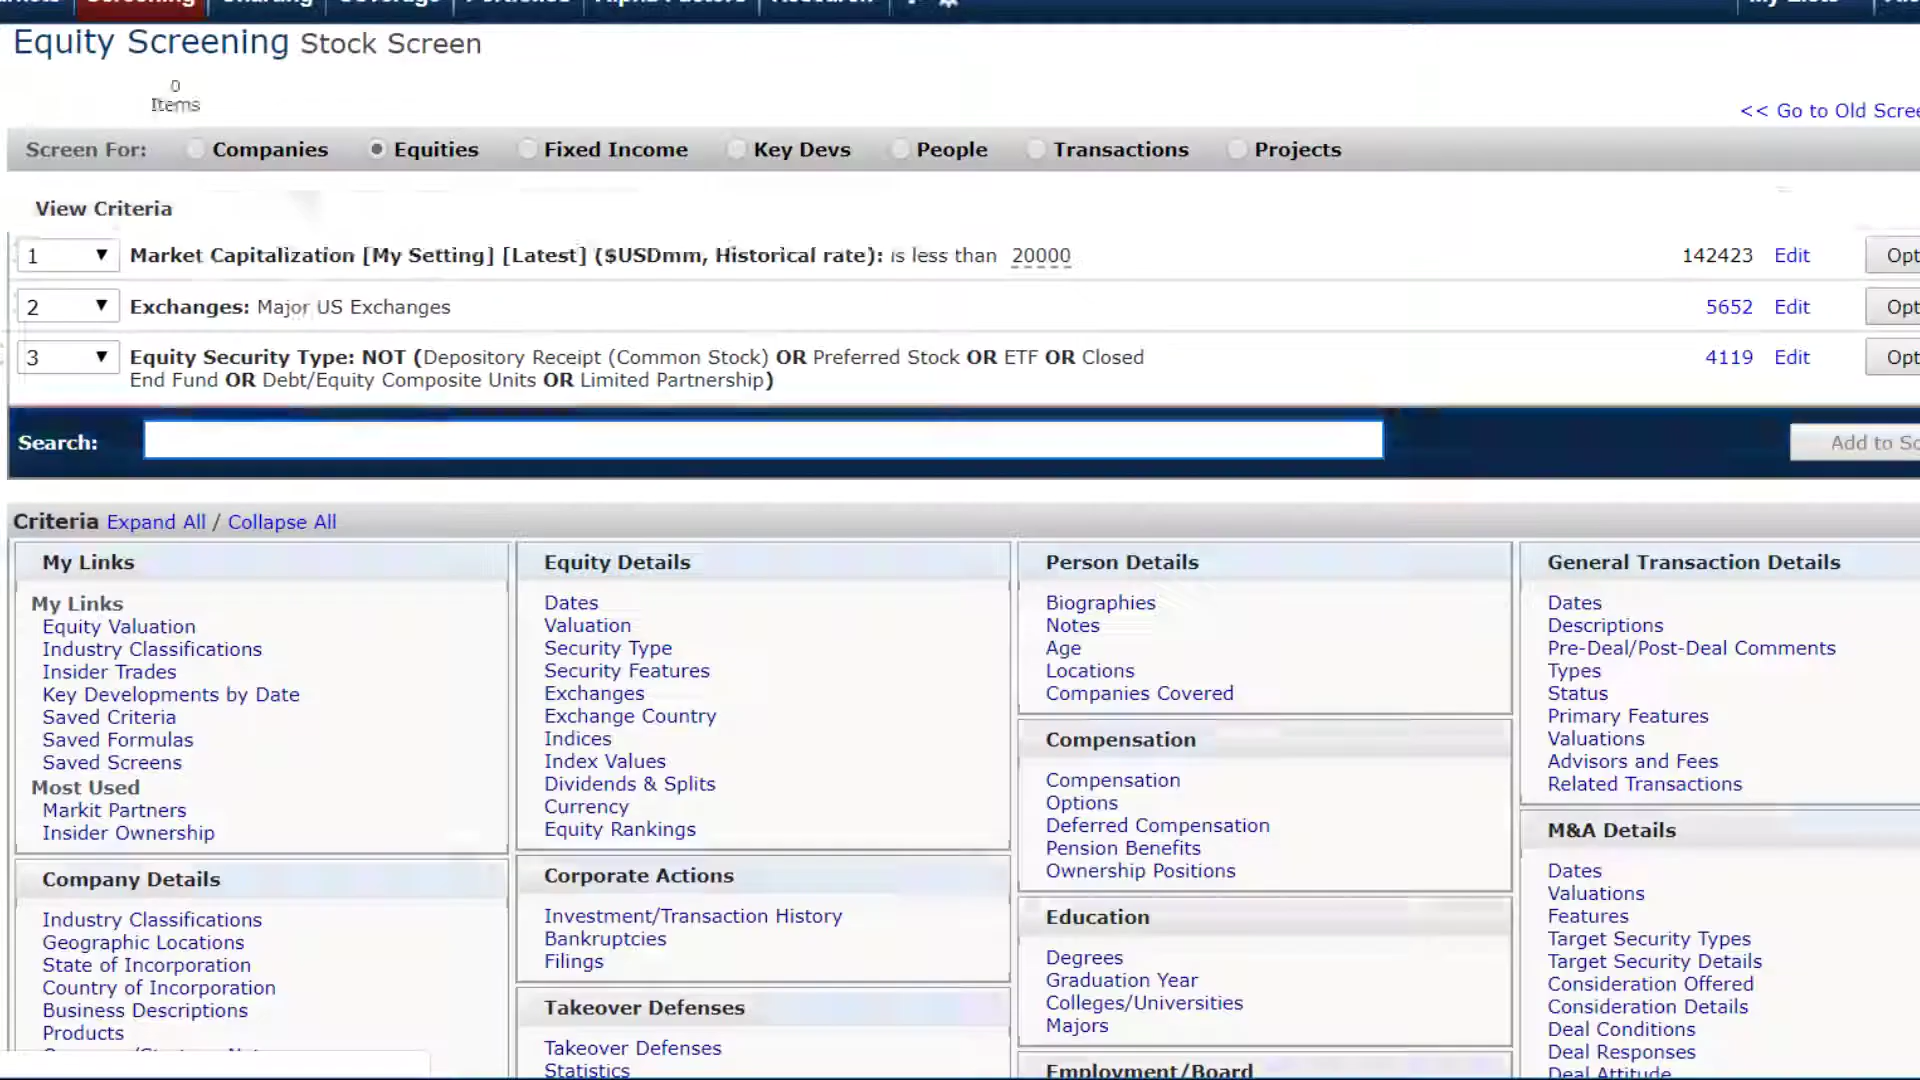 Screening
Sharing
Coverage
Portfolios
Alpha Factors
Research
My Lists
Equity Screening Stock Screen
0
Items
<< Go to Old Scree
Screen For: Companies Equities Fixed Income Key Devs People Transactions Projects
View Criteria
1 Market Capitalization [My Setting] [Latest] ($USDmm, Historical rate): is less than 20000 142423 Edit Opt
2 Exchanges: Major US Exchanges 5652 Edit Opt
3 Equity Security Type: NOT (Depository Receipt (Common Stock) OR Preferred Stock OR ETF OR Closed 4119 Edit Opt
End Fund OR Debt/Equity Composite Units OR Limited Partnership)
Search: Add to Sc
Criteria Expand All / Collapse All
My Links
My Links
Equity Valuation
Industry Classifications
Insider Trades
Key Developments by Date
Saved Criteria
Saved Formulas
Saved Screens
Most Used
Markit Partners
Insider Ownership
Company Details
Industry Classifications
Geographic Locations
State of Incorporation
Country of Incorporation
Business Descriptions
Products
Equity Details
Dates
Valuation
Security Type
Security Features
Exchanges
Exchange Country
Indices
Index Values
Dividends & Splits
Currency
Equity Rankings
Corporate Actions
Investment/Transaction History
Bankruptcies
Filings
Takeover Defenses
Takeover Defenses
Statistics
Person Details
Biographies
Notes
Age
Locations
Companies Covered
Compensation
Compensation
Options
Deferred Compensation
Pension Benefits
Ownership Positions
Education
Degrees
Graduation Year
Colleges/Universities
Majors
Employment/Board
General Transaction Details
Dates
Descriptions
Pre-Deal/Post-Deal Comments
Types
Status
Primary Features
Valuations
Advisors and Fees
Related Transactions
M&A Details
Dates
Valuations
Features
Target Security Types
Target Security Details
Consideration Offered
Consideration Details
Deal Conditions
Deal Responses
Deal Attitude